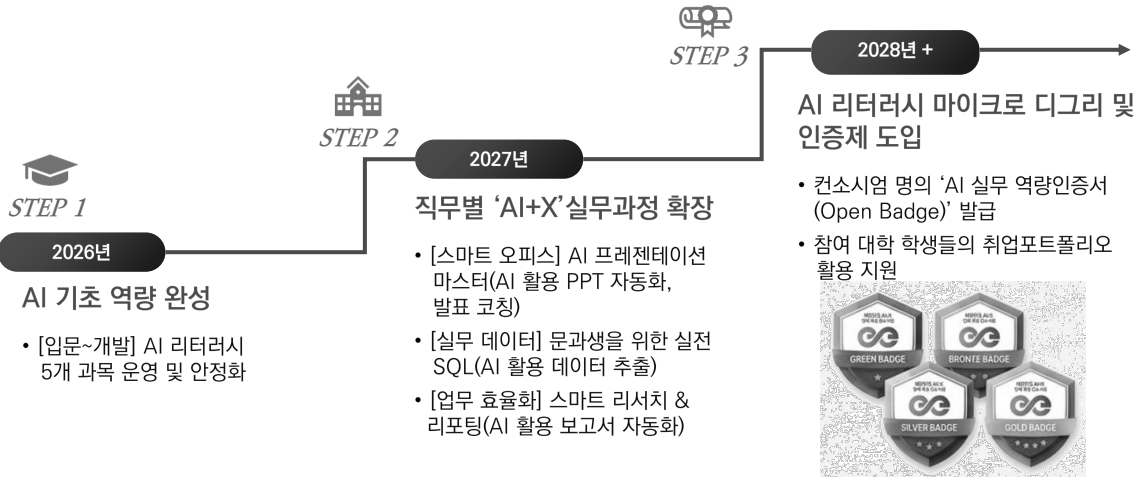 STEP 1
2026년
AI 기초 역량 완성
• [입문~개발] AI 리터러시
5개 과목 운영 및 안정화
STEP 2
2027년
직무별 ‘AI+X’실무과정 확장
• [스마트 오피스] AI 프레젠테이션
마스터(AI 활용 PPT 자동화,
발표 코칭)
• [실무 데이터] 문과생을 위한 실전
SQL(AI 활용 데이터 추출)
• [업무 효율화] 스마트 리서치 &
리포팅(AI 활용 보고서 자동화)
STEP 3
2028년 +
AI 리터러시 마이크로 디그리 및
인증제 도입
• 컨소시엄 명의 ‘AI 실무 역량인증서
(Open Badge)’ 발급
• 참여 대학 학생들의 취업포트폴리오
활용 지원
GREEN BADGE
BRONTE BADGE
SILVER BADGE
GOLD BADGE